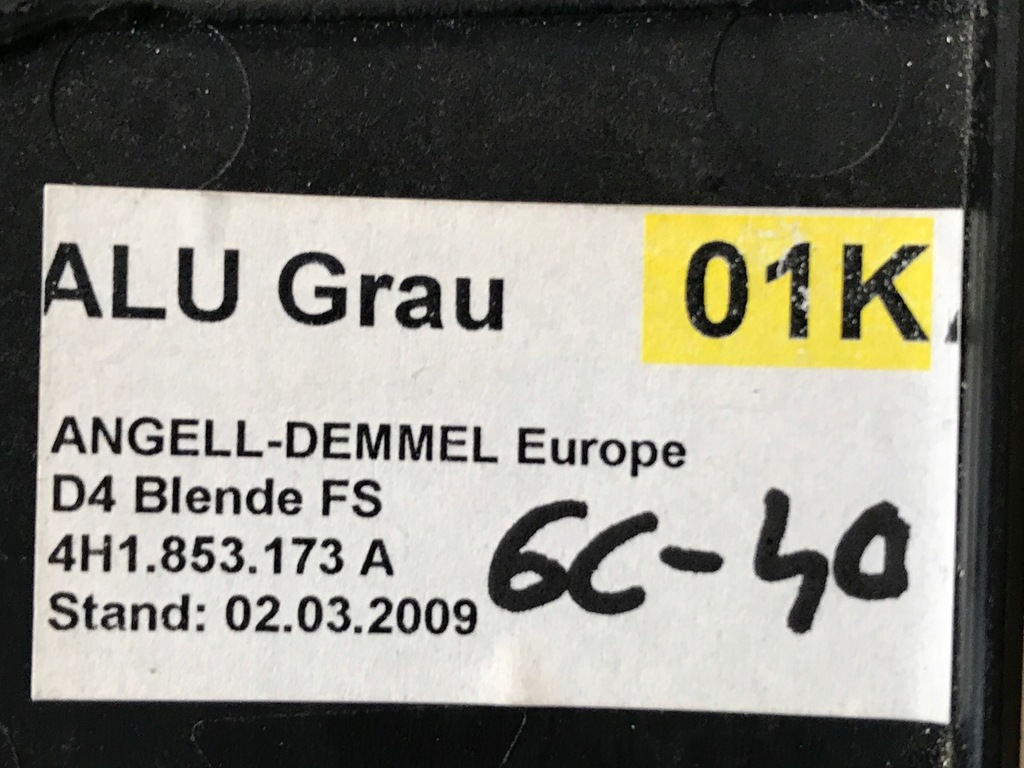 ALU Grau 01K
ANGELL-DEMMEL Europe
D4 Blende FS
4H1.853.173 A
Stand: 02.03.2009
6C-40